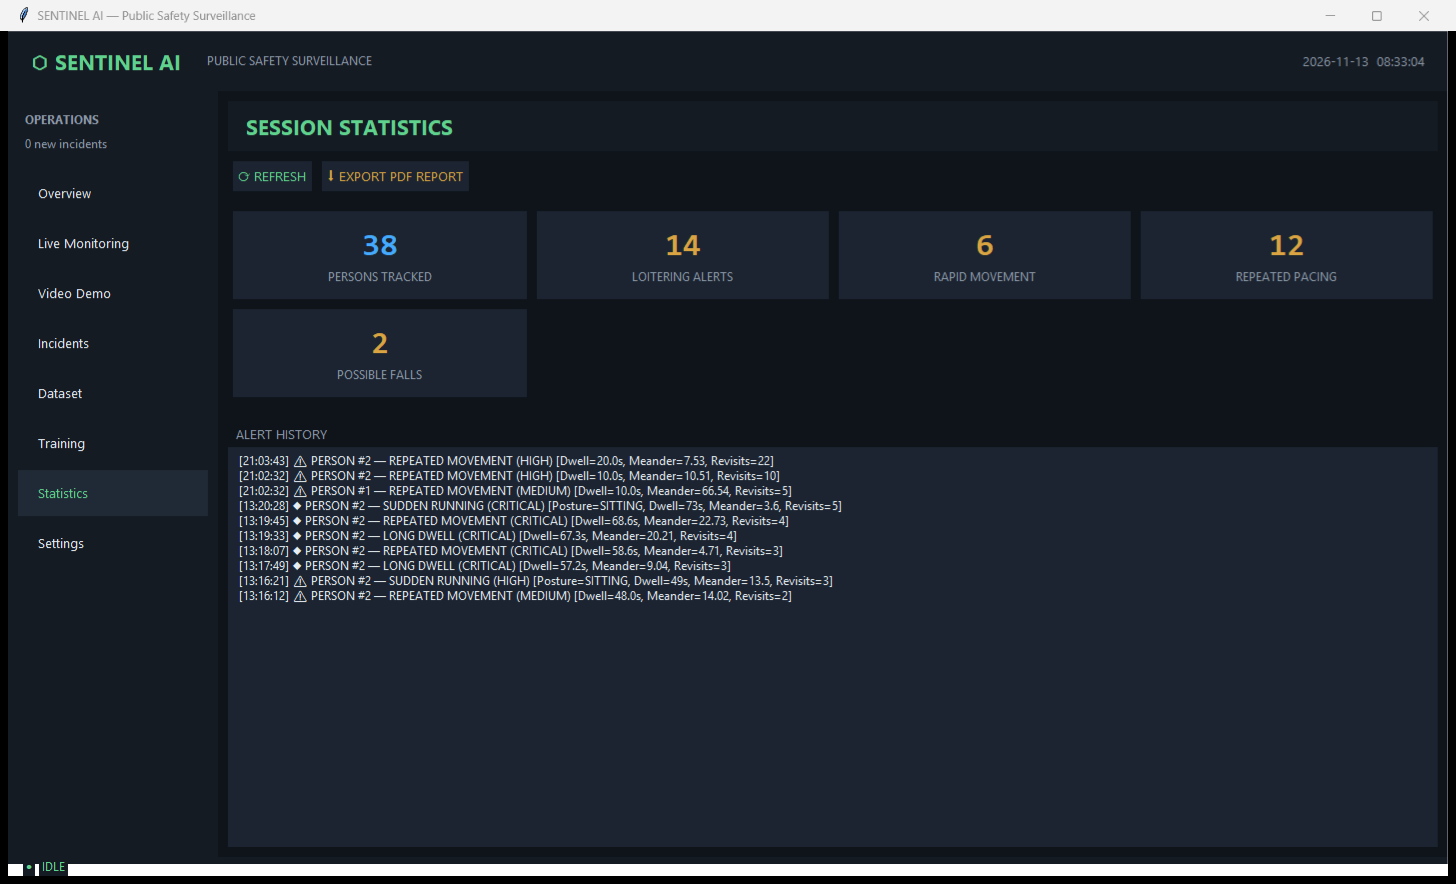 SENTINEL AI — Public Safety Surveillance
⬡ SENTINEL AI PUBLIC SAFETY SURVEILLANCE 2026-11-13 08:33:04
OPERATIONS
0 new incidents
Overview
Live Monitoring
Video Demo
Incidents
Dataset
Training
Statistics
Settings
SESSION STATISTICS
⟳ REFRESH ⬇ EXPORT PDF REPORT
38
PERSONS TRACKED
14
LOITERING ALERTS
6
RAPID MOVEMENT
12
REPEATED PACING
2
POSSIBLE FALLS
ALERT HISTORY
[21:03:43] ⚠ PERSON #2 — REPEATED MOVEMENT (HIGH) [Dwell=20.0s, Meander=7.53, Revisits=22]
[21:02:32] ⚠ PERSON #2 — REPEATED MOVEMENT (HIGH) [Dwell=10.0s, Meander=10.51, Revisits=10]
[21:02:32] ⚠ PERSON #1 — REPEATED MOVEMENT (MEDIUM) [Dwell=10.0s, Meander=66.54, Revisits=5]
[13:20:28] ◆ PERSON #2 — SUDDEN RUNNING (CRITICAL) [Posture=SITTING, Dwell=73s, Meander=3.6, Revisits=5]
[13:19:45] ◆ PERSON #2 — REPEATED MOVEMENT (CRITICAL) [Dwell=68.6s, Meander=22.73, Revisits=4]
[13:19:33] ◆ PERSON #2 — LONG DWELL (CRITICAL) [Dwell=67.3s, Meander=20.21, Revisits=4]
[13:18:07] ◆ PERSON #2 — REPEATED MOVEMENT (CRITICAL) [Dwell=58.6s, Meander=4.71, Revisits=3]
[13:17:49] ◆ PERSON #2 — LONG DWELL (CRITICAL) [Dwell=57.2s, Meander=9.04, Revisits=3]
[13:16:21] ⚠ PERSON #2 — SUDDEN RUNNING (HIGH) [Posture=SITTING, Dwell=49s, Meander=13.5, Revisits=3]
[13:16:12] ⚠ PERSON #2 — REPEATED MOVEMENT (MEDIUM) [Dwell=48.0s, Meander=14.02, Revisits=2]
● IDLE